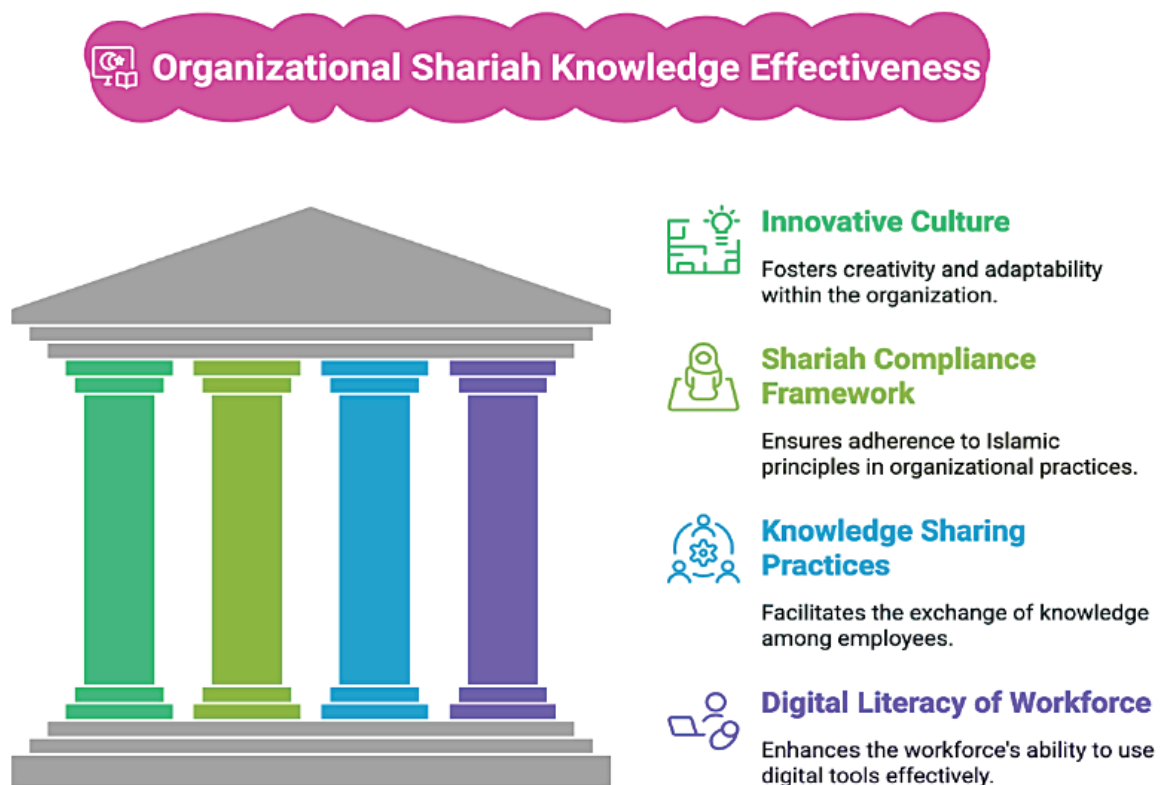 Organizational Shariah Knowledge Effectiveness
Innovative Culture
Fosters creativity and adaptability
within the organization.
Shariah Compliance
Framework
Ensures adherence to Islamic
principles in organizational practices.
Knowledge Sharing
Practices
Facilitates the exchange of knowledge
among employees.
Digital Literacy of Workforce
Enhances the workforce's ability to use
digital tools effectively.